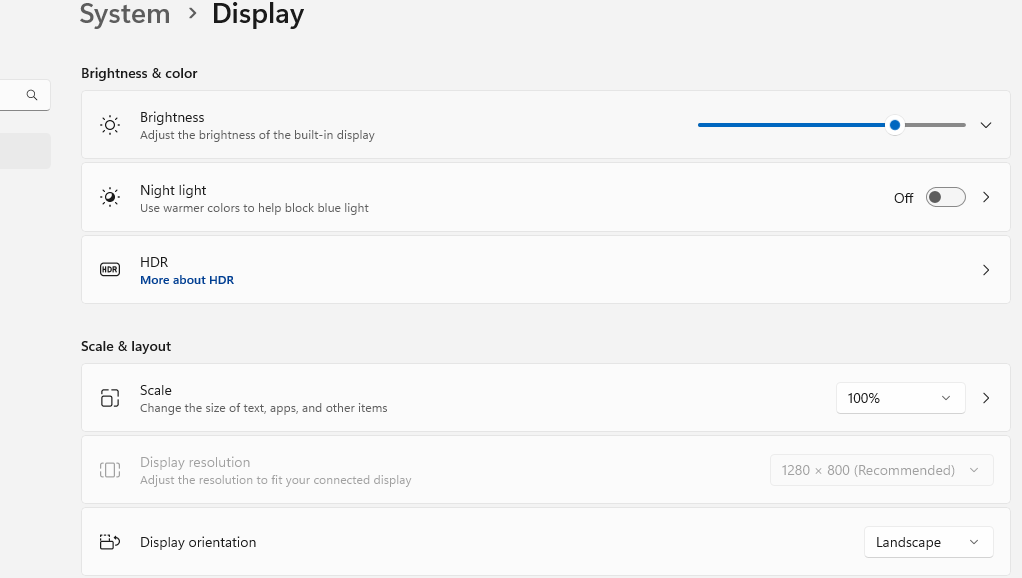 System > Display
Brightness & color
Brightness
Adjust the brightness of the built-in display
Night light
Use warmer colors to help block blue light
Off
HDR
HDR
More about HDR
Scale & layout
Scale
Change the size of text, apps, and other items
100%
Display resolution
Adjust the resolution to fit your connected display
1280 × 800 (Recommended)
Display orientation
Landscape